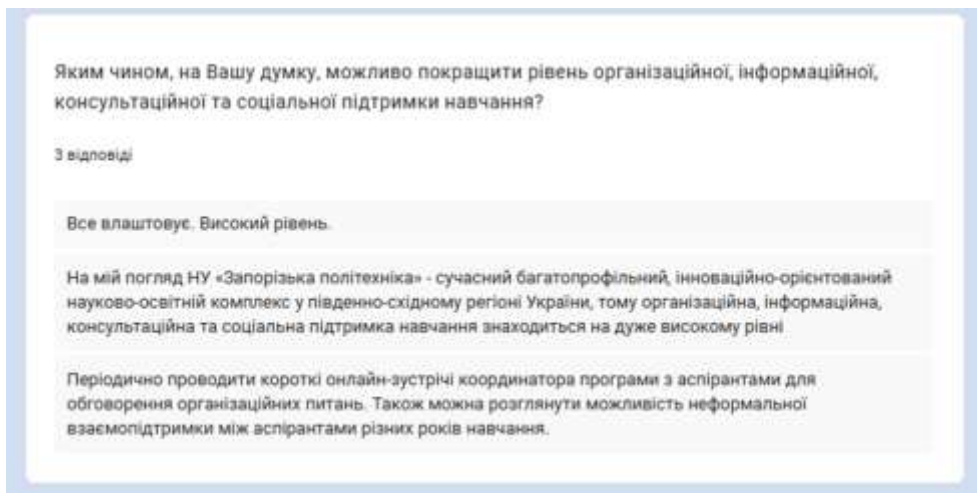 Яким чином, на Вашу думку, можливо покращити рівень організаційної, інформаційної,
консультаційної та соціальної підтримки навчання?
3 відповіді
Все влаштовує. Високий рівень.
На мій погляд НУ «Запорізька політехніка» - сучасний багатопрофільний, інноваційно-орієнтований
науково-освітній комплекс у південно-східному регіоні України, тому організаційна, інформаційна,
консультаційна та соціальна підтримка навчання знаходиться на дуже високому рівні
Періодично проводити короткі онлайн-зустрічі координатора програми з аспірантами для
обговорення організаційних питань. Також можна розглянути можливість неформальної
взаємопідтримки між аспірантами різних років навчання.